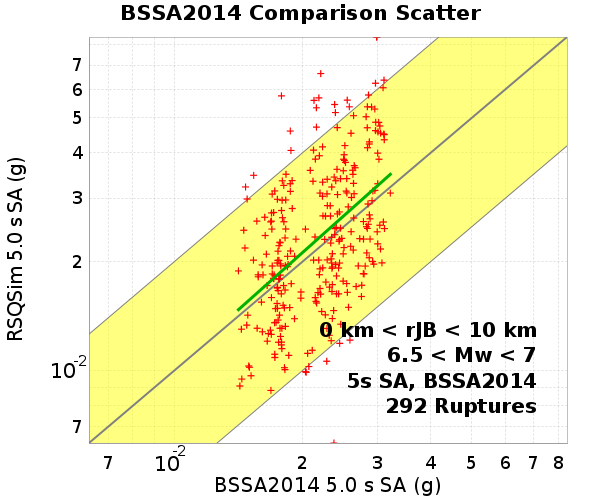 BSSA2014 Comparison Scatter
RSQSim 5.0 s SA (g)
7
6
5
4
3
2
10-2
7
0 km < rJB < 10 km
6.5 < Mw < 7
5s SA, BSSA2014
292 Ruptures
7 10-2 2 3 4 5 6 7 8
BSSA2014 5.0 s SA (g)